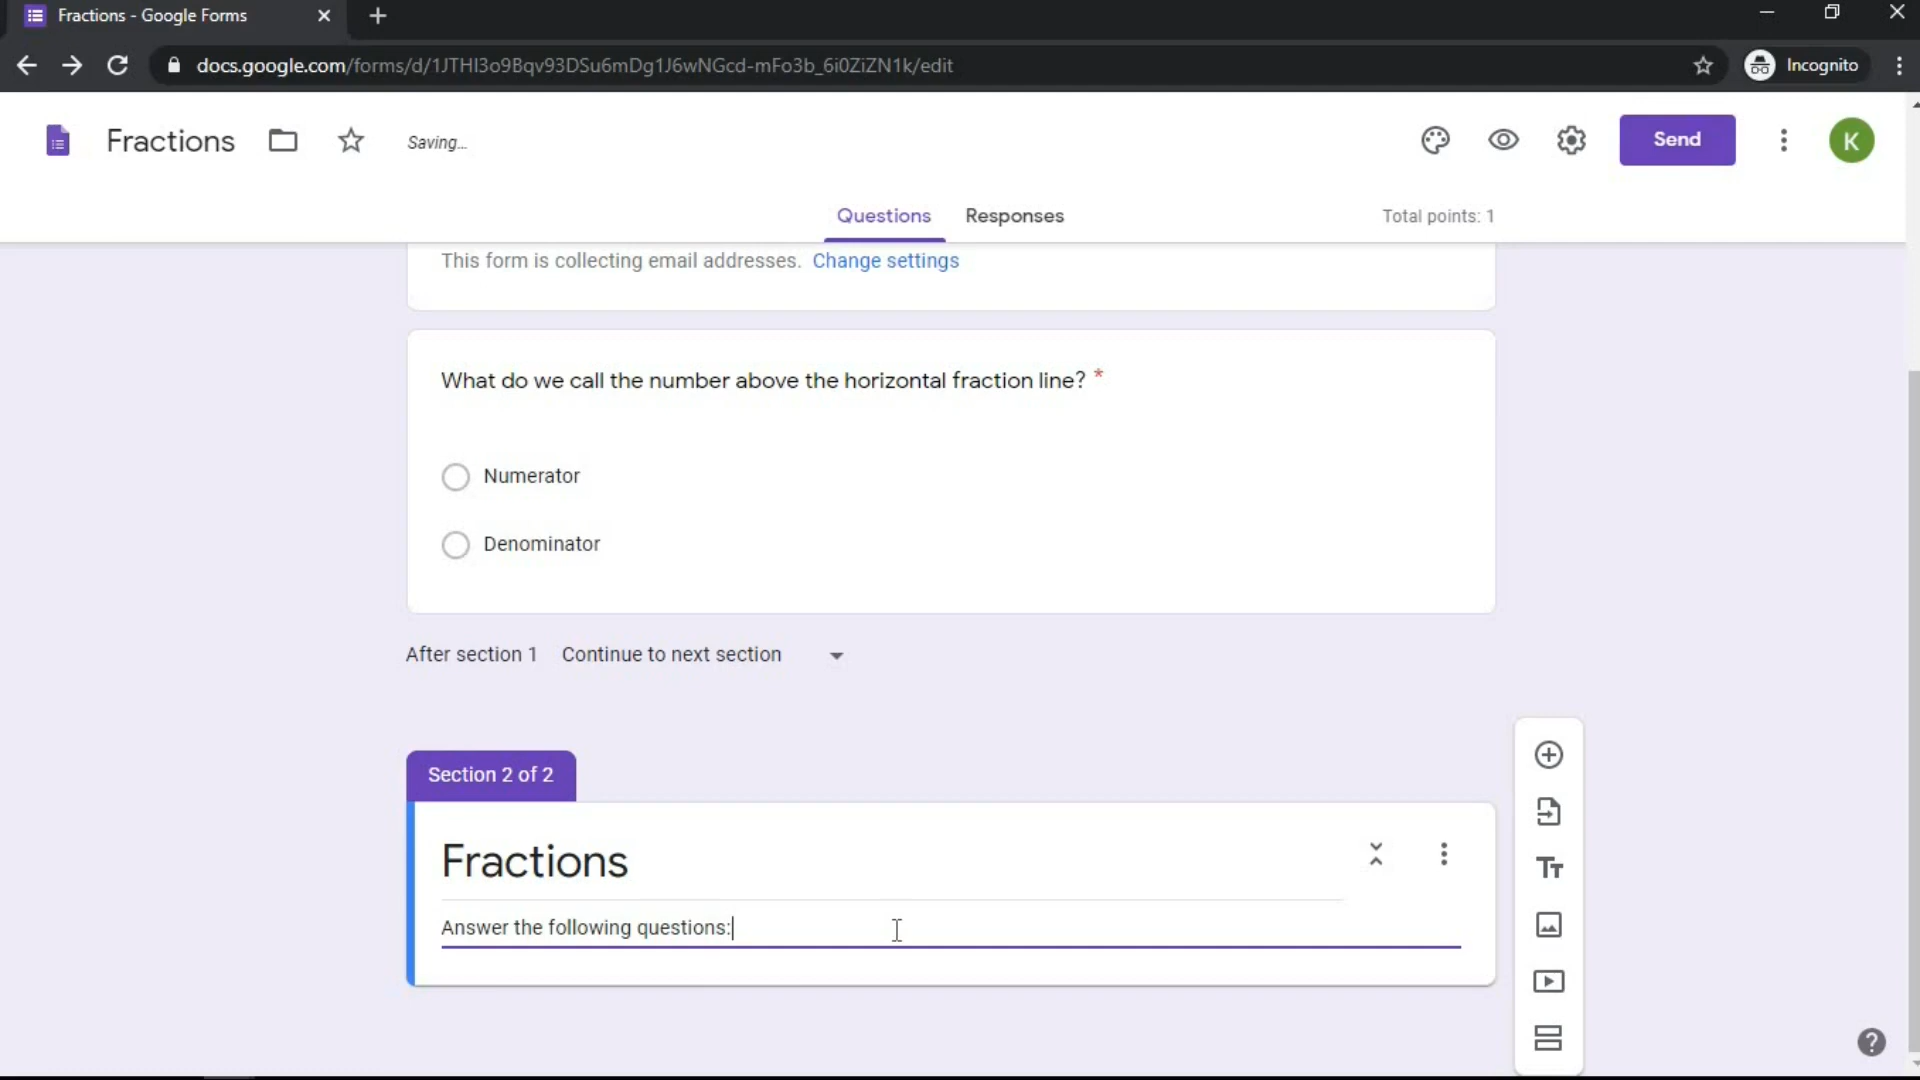 Fractions - Google Forms
docs.google.com/forms/d/1JTHI3o9Bqv93DSu6mDg1J6wNGcd-mFo3b_6i0ZiZN1k/edit
Incognito
Fractions
Saving...
Send
K
Questions
Responses
Total points: 1
This form is collecting email addresses. Change settings
What do we call the number above the horizontal fraction line? *
Numerator
Denominator
After section 1 Continue to next section
Section 2 of 2
Fractions
Answer the following questions: